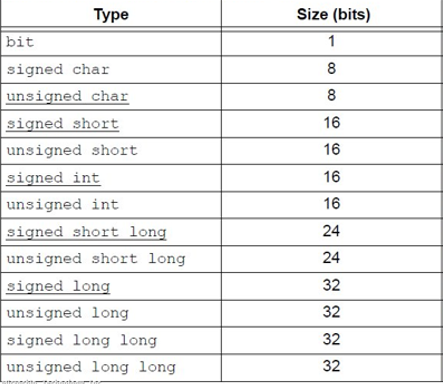 Type Size (bits)
bit 1
signed char 8
unsigned char 8
signed short 16
unsigned short 16
signed int 16
unsigned int 16
signed short long 24
unsigned short long 24
signed long 32
unsigned long 32
signed long long 32
unsigned long long 32